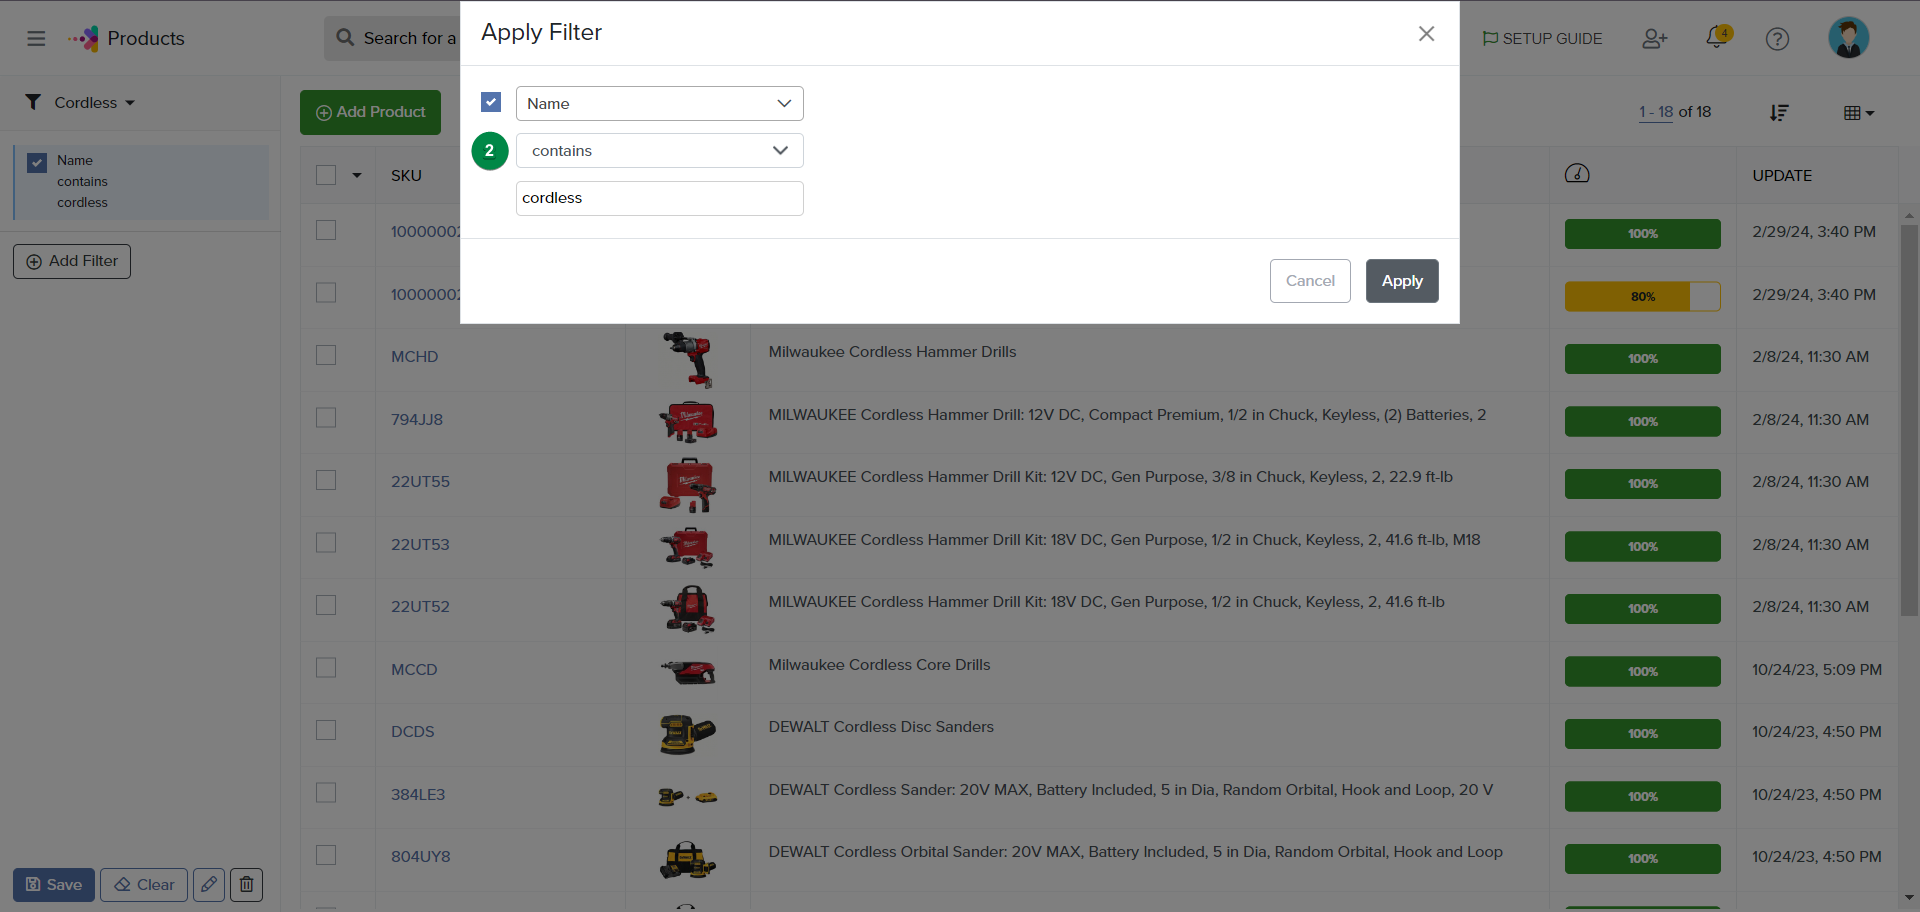 Products
Search for a
Apply Filter
SETUP GUIDE
4
?
Cordless
Add Product
Name
contains
cordless
Add Filter
Name
2
contains
cordless
Cancel
Apply
1 - 18 of 18
SKU
UPDATE
10000002
100%
2/29/24, 3:40 PM
10000002
80%
2/29/24, 3:40 PM
MCHD
Milwaukee Cordless Hammer Drills
100%
2/8/24, 11:30 AM
794JJ8
MILWAUKEE Cordless Hammer Drill: 12V DC, Compact Premium, 1/2 in Chuck, Keyless, (2) Batteries, 2
100%
2/8/24, 11:30 AM
22UT55
MILWAUKEE Cordless Hammer Drill Kit: 12V DC, Gen Purpose, 3/8 in Chuck, Keyless, 2, 22.9 ft-lb
100%
2/8/24, 11:30 AM
22UT53
MILWAUKEE Cordless Hammer Drill Kit: 18V DC, Gen Purpose, 1/2 in Chuck, Keyless, 2, 41.6 ft-lb, M18
100%
2/8/24, 11:30 AM
22UT52
MILWAUKEE Cordless Hammer Drill Kit: 18V DC, Gen Purpose, 1/2 in Chuck, Keyless, 2, 41.6 ft-lb
100%
2/8/24, 11:30 AM
MCCD
Milwaukee Cordless Core Drills
100%
10/24/23, 5:09 PM
DCDS
DEWALT Cordless Disc Sanders
100%
10/24/23, 4:50 PM
384LE3
DEWALT Cordless Sander: 20V MAX, Battery Included, 5 in Dia, Random Orbital, Hook and Loop, 20 V
100%
10/24/23, 4:50 PM
804UY8
DEWALT Cordless Orbital Sander: 20V MAX, Battery Included, 5 in Dia, Random Orbital, Hook and Loop
100%
10/24/23, 4:50 PM
Save
Clear